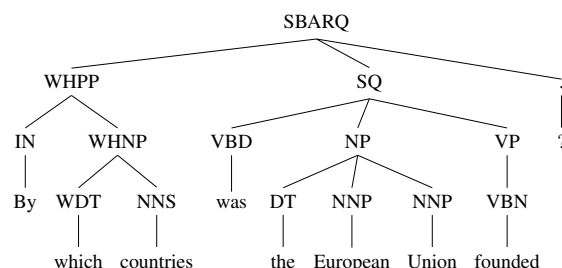 SBARQ
WHPP SQ .
IN WHNP VBD NP VP ?
By WDT NNS was DT NNP NNP VBN
which countries the European Union founded